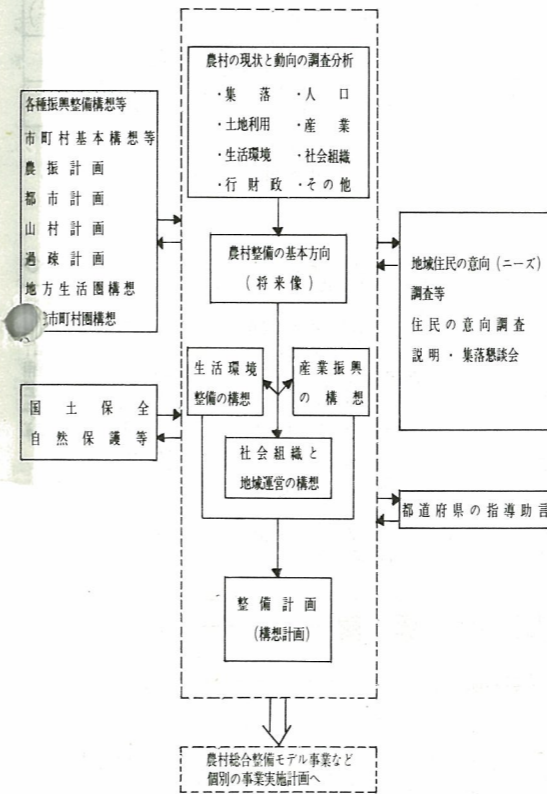 農村の現状と動向の調査分析
・集落 ・人口
・土地利用 ・産業
・生活環境 ・社会組織
・行財政 ・その他
各種振興整備構想等
市町村基本構想等
農振計画
都市計画
山村計画
過疎計画
地方生活圏構想
市町村圏構想
農村整備の基本方向
(将来像)
地域住民の意向(ニーズ)
調査等
住民の意向調査
説明・集落懇談会
生活環境
整備の構想
産業振興
の構想
国土保全
自然保護等
社会組織と
地域運営の構想
都道府県の指導助言
整備計画
(構想計画)
農村総合整備モデル事業など
個別の事業実施計画へ